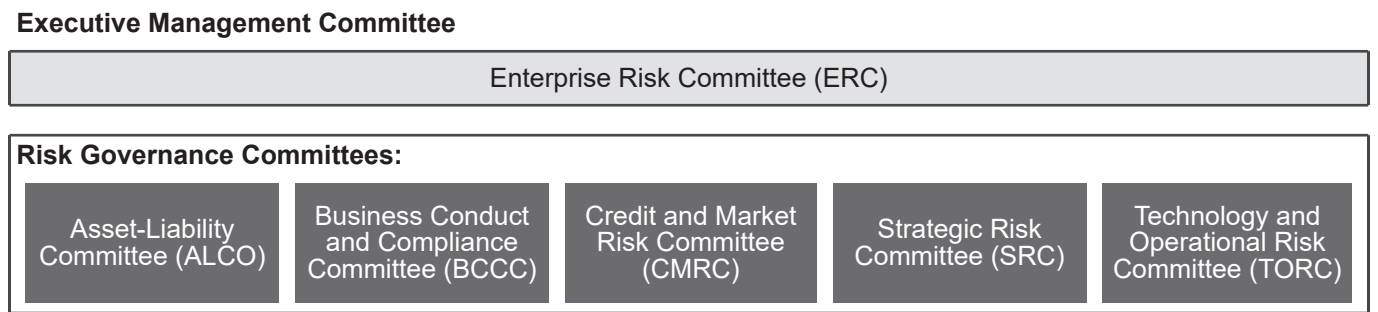 Executive Management Committee
Enterprise Risk Committee (ERC)
Risk Governance Committees:
Asset-Liability
Committee (ALCO)
Business Conduct
and Compliance
Committee (BCCC)
Credit and Market
Risk Committee
(CMRC)
Strategic Risk
Committee (SRC)
Technology and
Operational Risk
Committee (TORC)